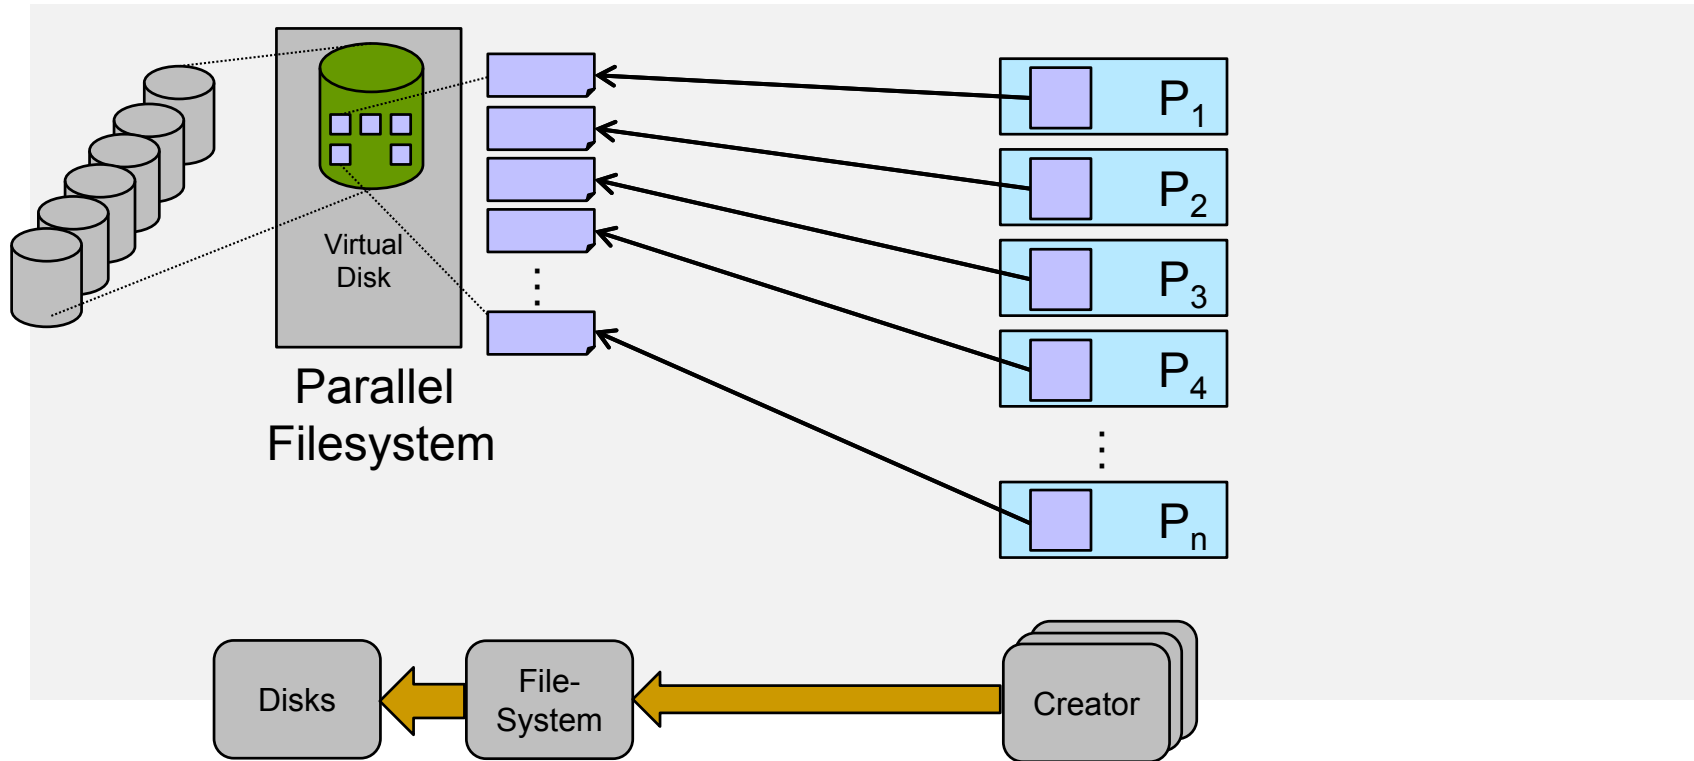 P1
P2
P3
P4
⋮
Pn
⋮
Virtual
Disk
Parallel
Filesystem
Disks
File-
System
Creator